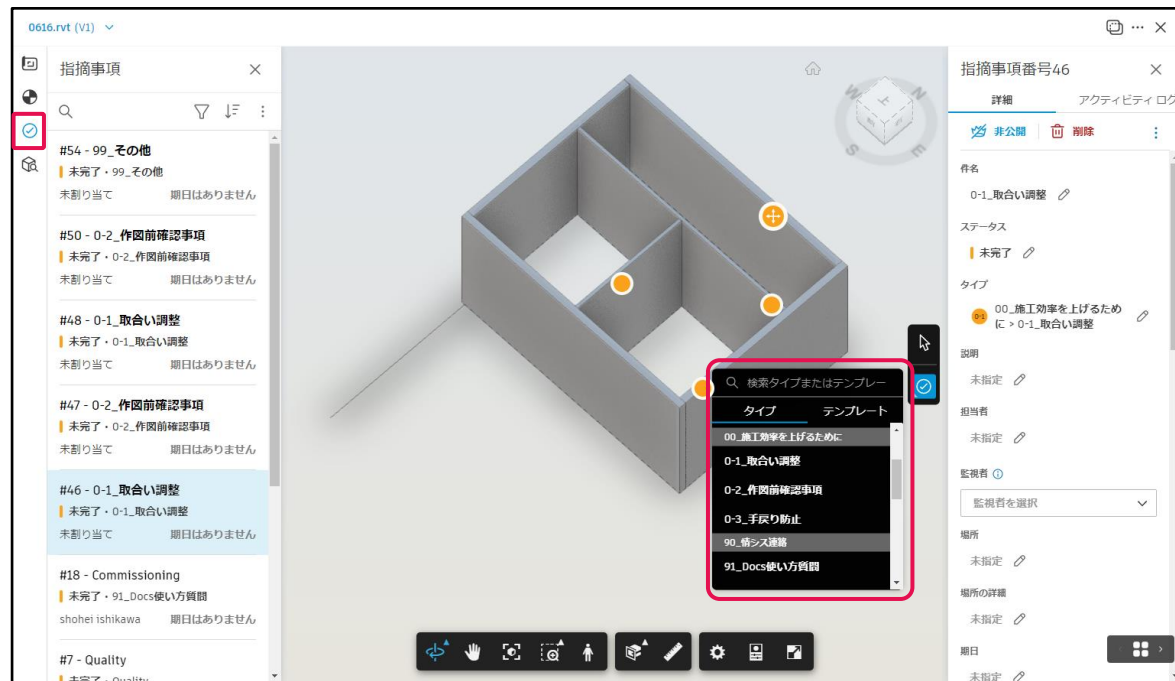 0616.rvt (V1)
指摘事項
#54 - 99_その他
未完了・99_その他
未割り当て 期日はありません
#50 - 0-2_作図前確認事項
未完了・0-2_作図前確認事項
未割り当て 期日はありません
#48 - 0-1_取合い調整
未完了・0-1_取合い調整
未割り当て 期日はありません
#47 - 0-2_作図前確認事項
未完了・0-2_作図前確認事項
未割り当て 期日はありません
#46 - 0-1_取合い調整
未完了・0-1_取合い調整
未割り当て 期日はありません
#18 - Commissioning
未完了・91_Docs使い方質問
shohei ishikawa 期日はありません
#7 - Quality
未完了・Quality
W N
S E
検索タイプまたはテンプレー
タイプ テンプレート
00_施工効率を上げるために
0-1_取合い調整
0-2_作図前確認事項
0-3_手戻り防止
90_情シス連絡
91_Docs使い方質問
指摘事項番号46
詳細 アクティビティ ログ
非公開 削除
件名
0-1_取合い調整
ステータス
未完了
タイプ
0-1 00_施工効率を上げるため
に > 0-1_取合い調整
説明
未指定
担当者
未指定
監視者
監視者を選択
場所
未指定
場所の詳細
未指定
期日
未指定